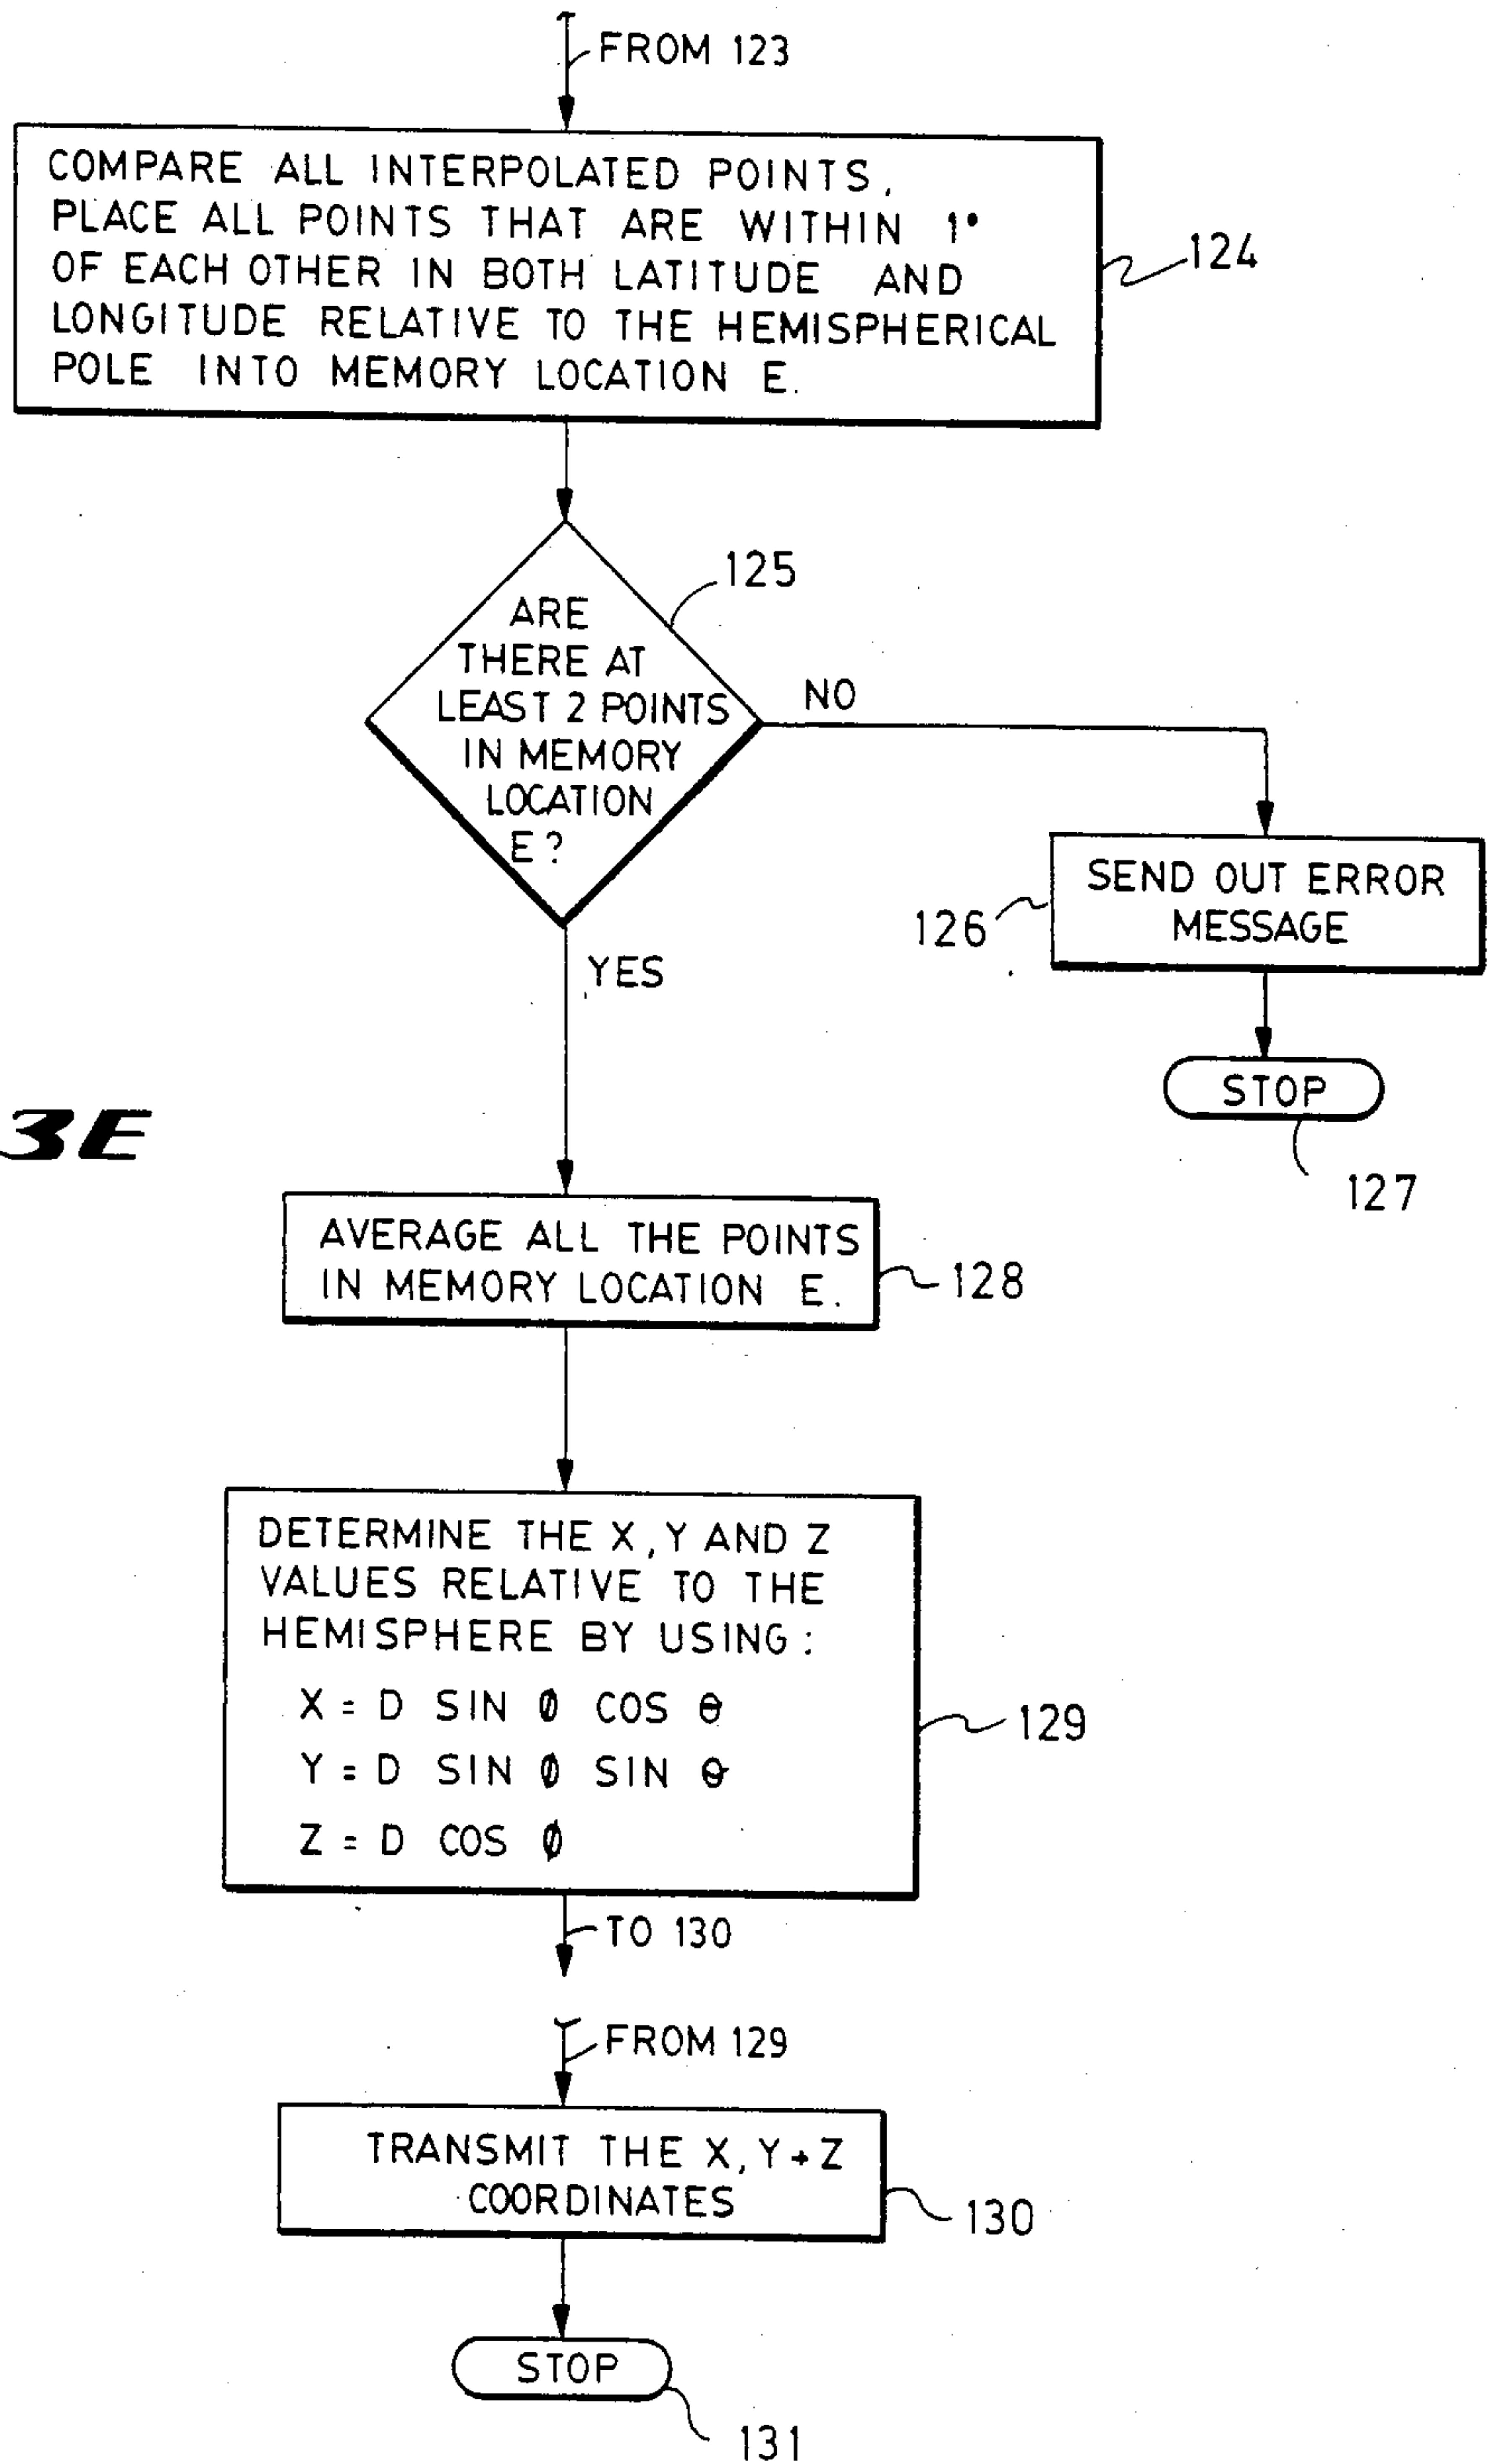 FROM 123
COMPARE ALL INTERPOLATED POINTS,
PLACE ALL POINTS THAT ARE WITHIN 1°
OF EACH OTHER IN BOTH LATITUDE AND
LONGITUDE RELATIVE TO THE HEMISPHERICAL
POLE INTO MEMORY LOCATION E.
124
125
ARE
THERE AT
LEAST 2 POINTS
IN MEMORY
LOCATION
E?
NO
SEND OUT ERROR
MESSAGE
126
YES
STOP
127
3E
AVERAGE ALL THE POINTS
IN MEMORY LOCATION E.
128
DETERMINE THE X, Y AND Z
VALUES RELATIVE TO THE
HEMISPHERE BY USING:
X = D SIN Ø COS θ
Y = D SIN Ø SIN θ
Z = D COS Ø
129
TO 130
FROM 129
TRANSMIT THE X, Y + Z
COORDINATES
130
STOP
131